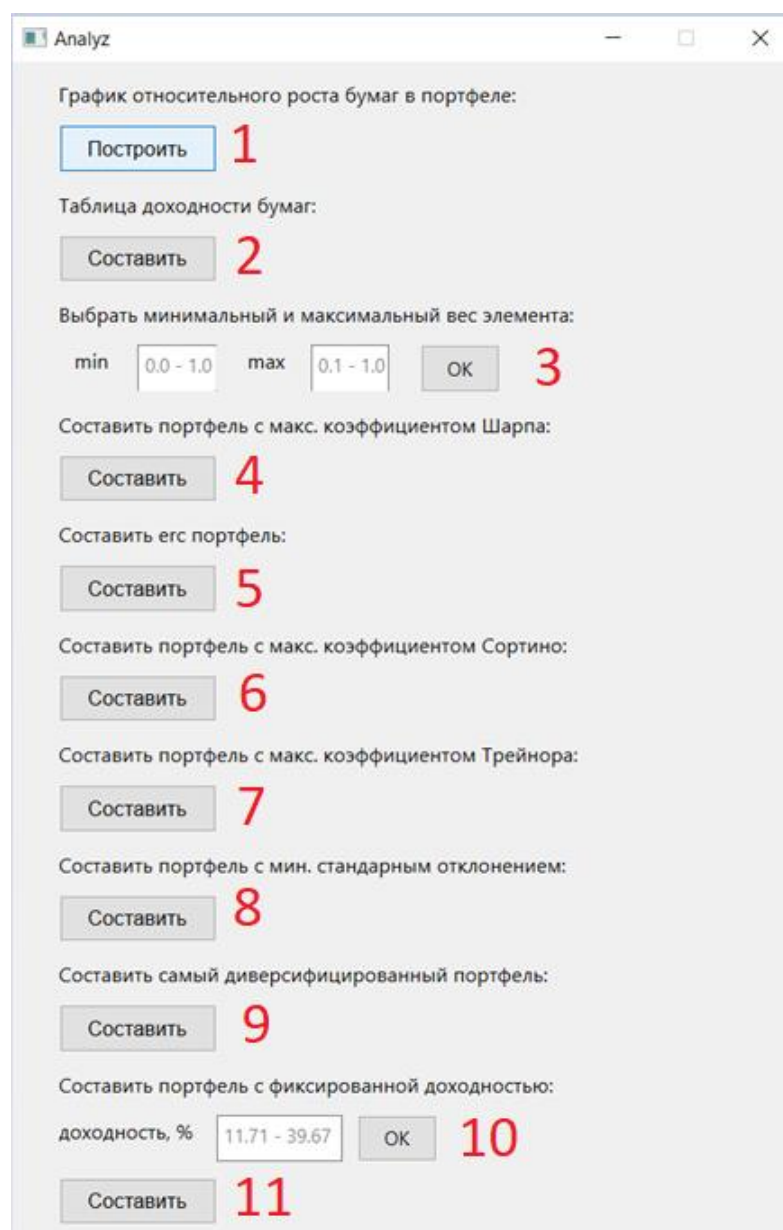 Analyz
График относительного роста бумаг в портфеле:
Построить 1
Таблица доходности бумаг:
Составить 2
Выбрать минимальный и максимальный вес элемента:
min 0.0 - 1.0 max 0.1 - 1.0 ОК 3
Составить портфель с макс. коэффициентом Шарпа:
Составить 4
Составить erc портфель:
Составить 5
Составить портфель с макс. коэффициентом Сортино:
Составить 6
Составить портфель с макс. коэффициентом Трейнора:
Составить 7
Составить портфель с мин. стандарным отклонением:
Составить 8
Составить самый диверсифицированный портфель:
Составить 9
Составить портфель с фиксированной доходностью:
доходность, % 11.71 - 39.67 ОК 10
Составить 11